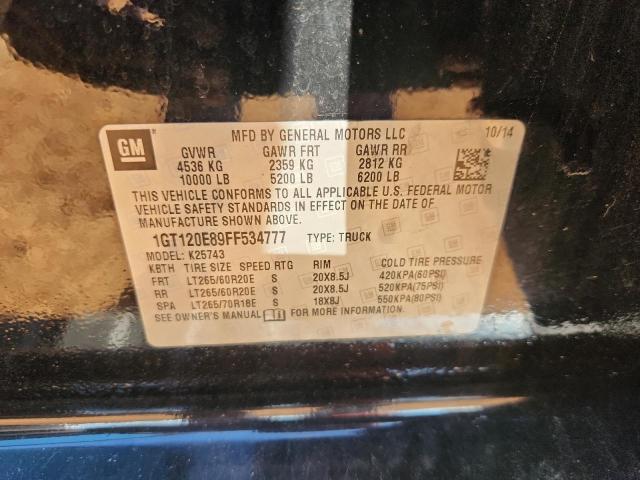 GM
MFD BY GENERAL MOTORS LLC 10/14
GVWR GAWR FRT GAWR RR
4536 KG 2359 KG 2812 KG
10000 LB 5200 LB 6200 LB
THIS VEHICLE CONFORMS TO ALL APPLICABLE U.S. FEDERAL MOTOR
VEHICLE SAFETY STANDARDS IN EFFECT ON THE DATE OF
MANUFACTURE SHOWN ABOVE.
1GT120E89FF534777 TYPE: TRUCK
MODEL: K25743
KBTH TIRE SIZE SPEED RTG RIM COLD TIRE PRESSURE
FRT LT265/60R20E S 20X8.5J 420KPA(60PSI)
RR LT265/60R20E S 20X8.5J 520KPA(75PSI)
SPA LT265/70R18E S 18X8J 550KPA(80PSI)
SEE OWNER'S MANUAL FOR MORE INFORMATION.